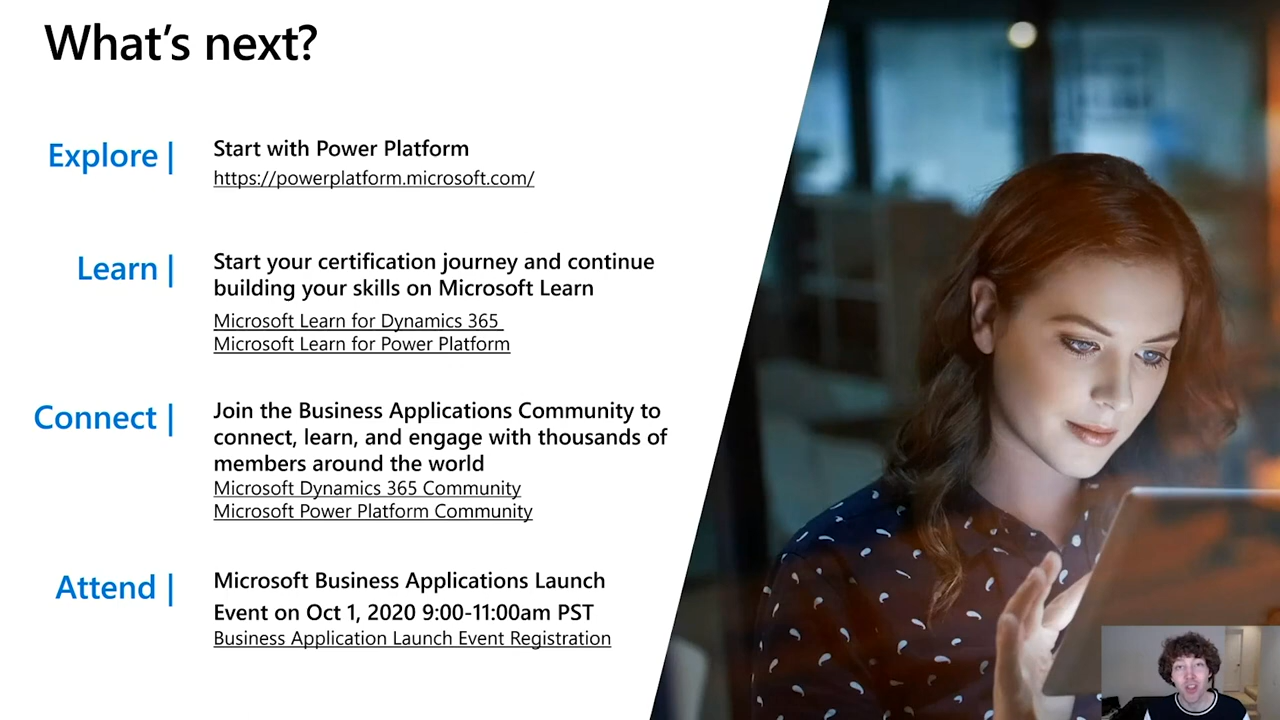 What's next?
Explore |
Start with Power Platform
https://powerplatform.microsoft.com/
Learn |
Start your certification journey and continue
building your skills on Microsoft Learn
Microsoft Learn for Dynamics 365
Microsoft Learn for Power Platform
Connect |
Join the Business Applications Community to
connect, learn, and engage with thousands of
members around the world
Microsoft Dynamics 365 Community
Microsoft Power Platform Community
Attend |
Microsoft Business Applications Launch
Event on Oct 1, 2020 9:00-11:00am PST
Business Application Launch Event Registration